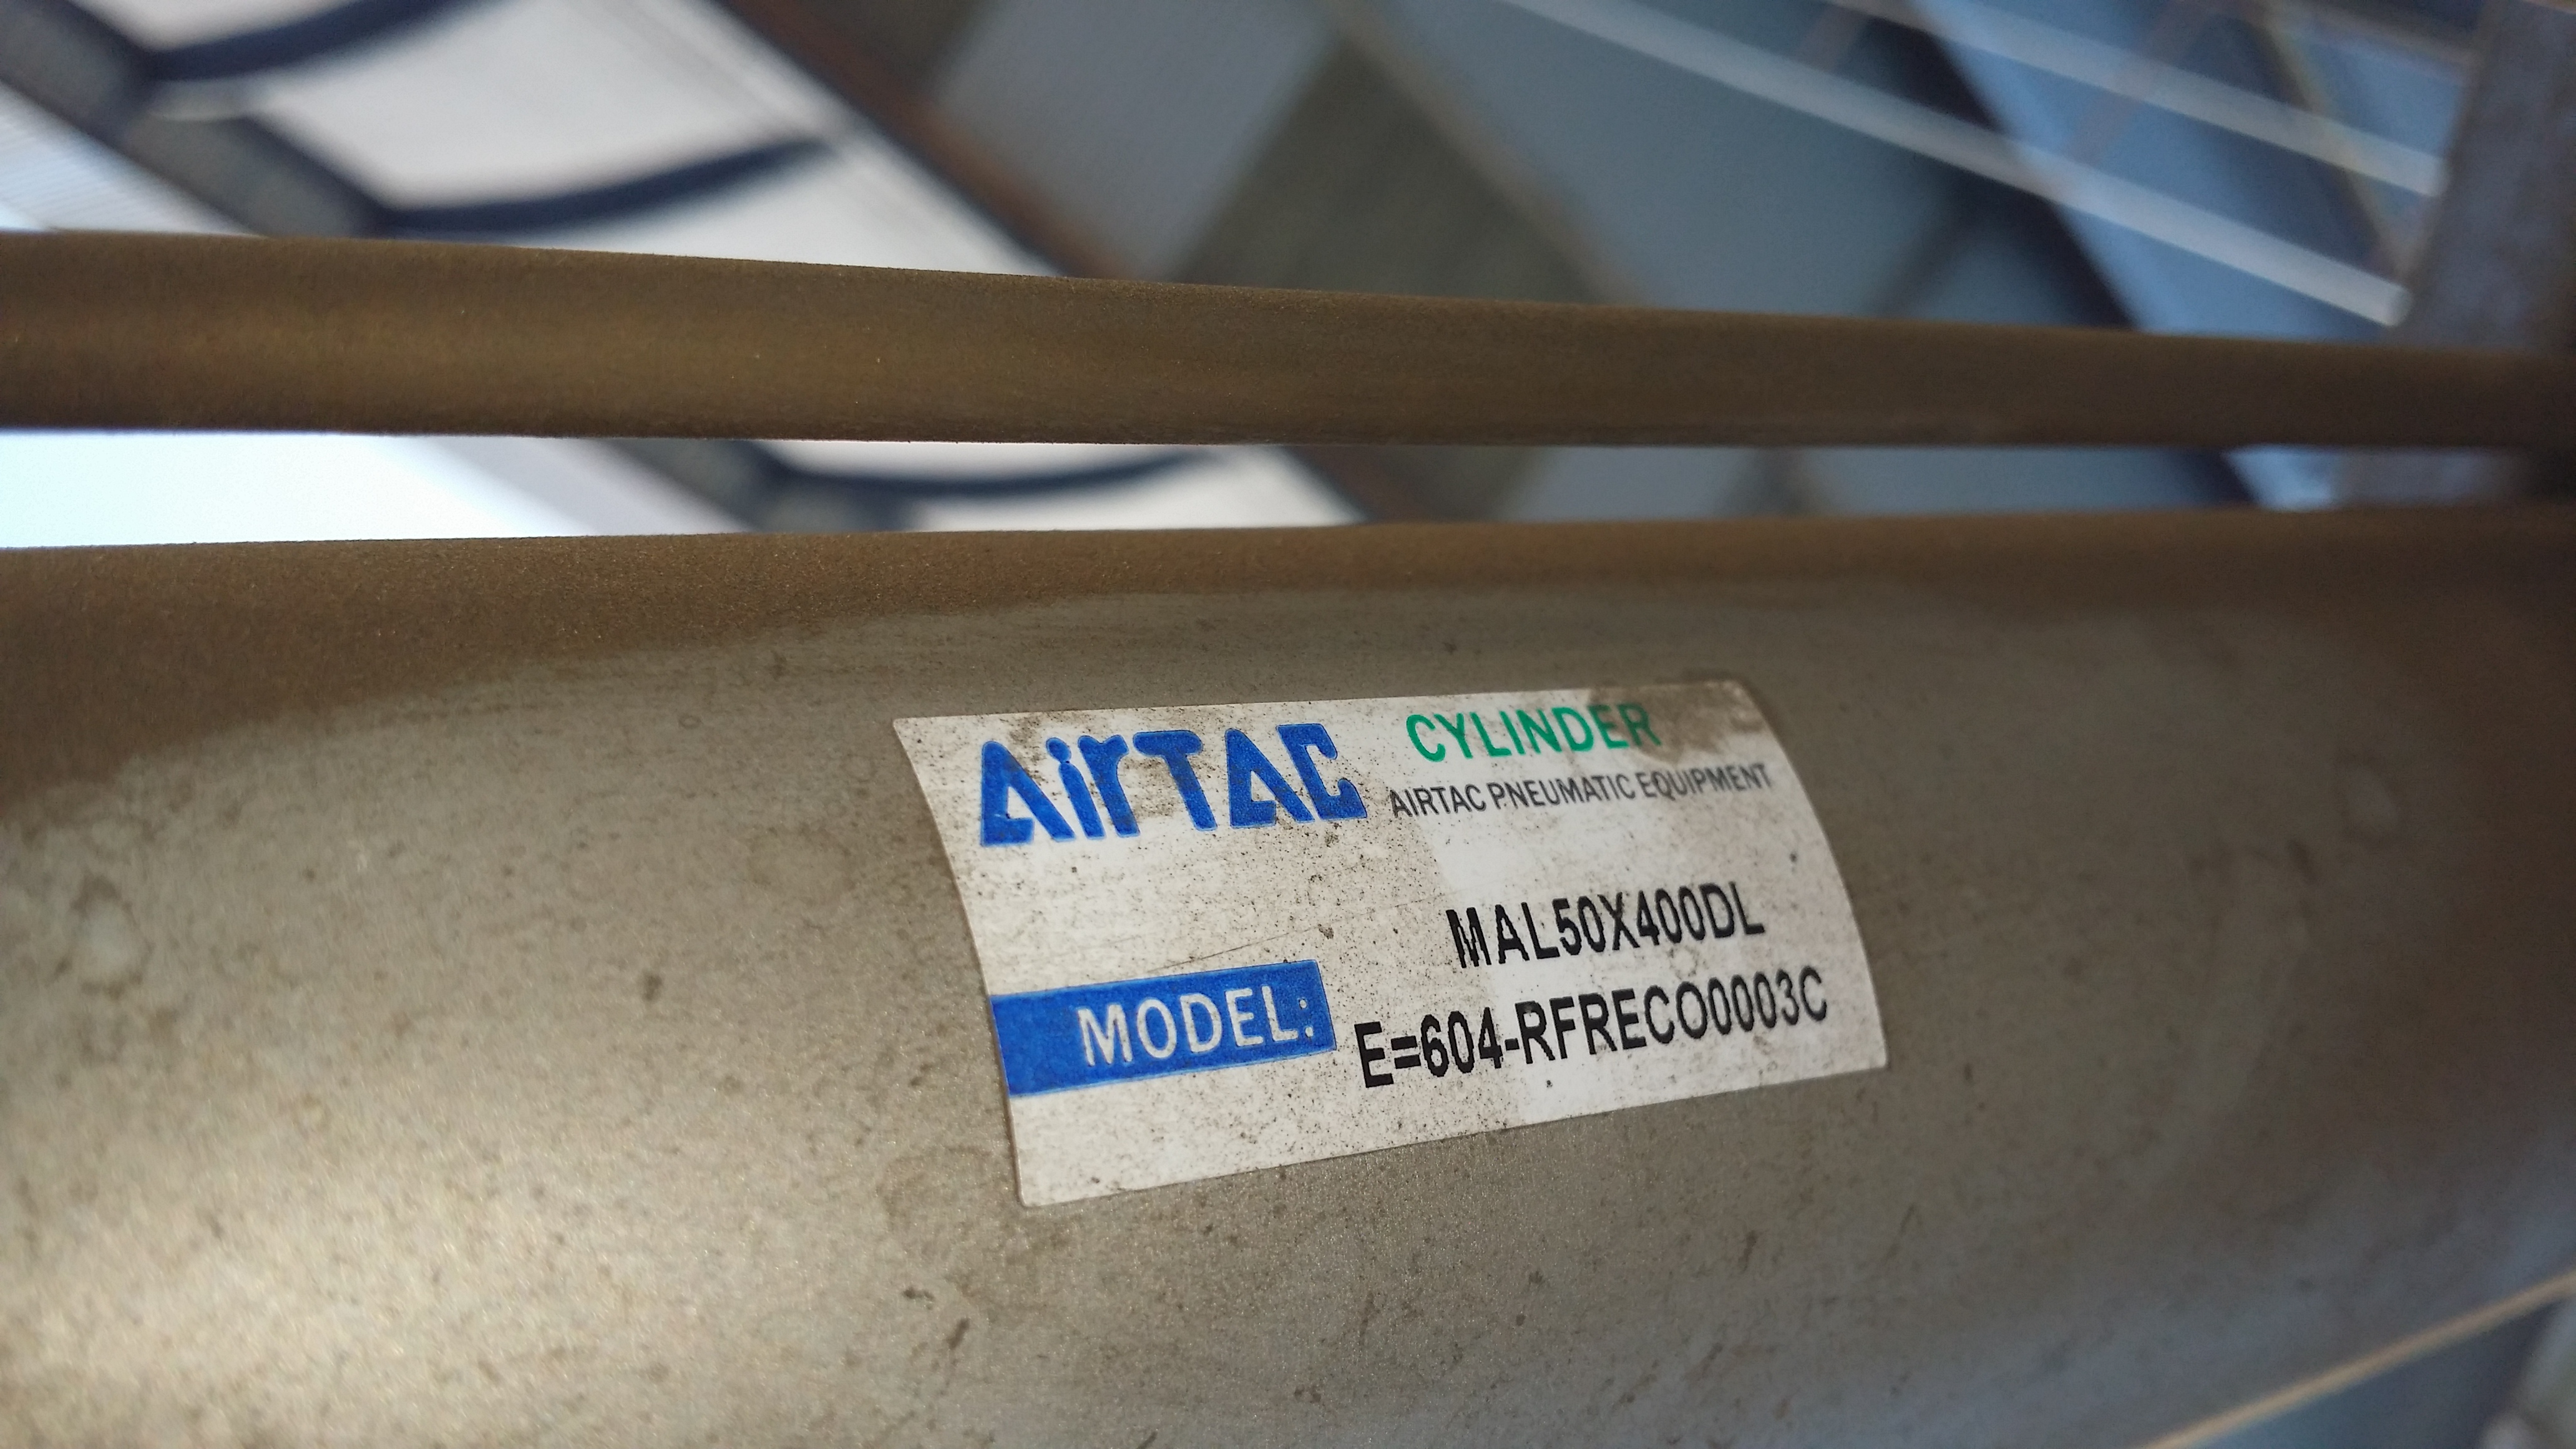 AirTAC
CYLINDER
AIRTAC PNEUMATIC EQUIPMENT
MODEL:
MAL50X400DL
E=604-RFRECO0003C